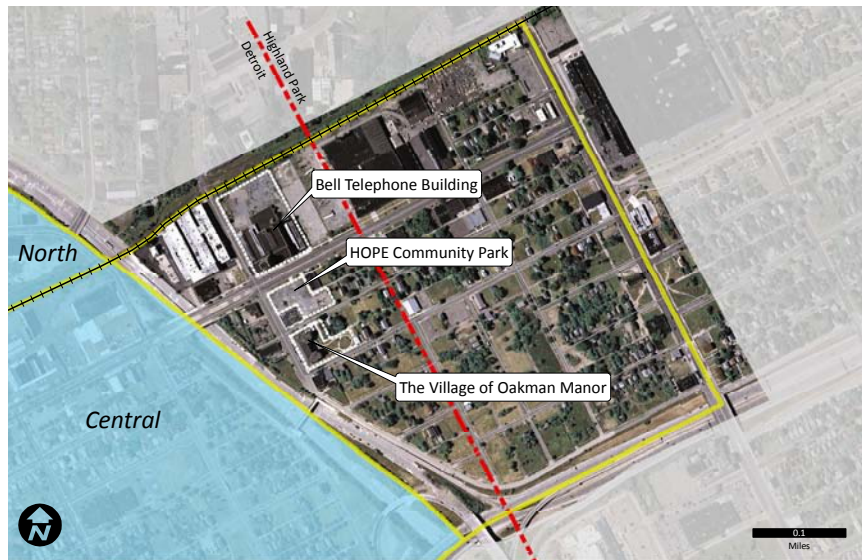 Highland Park
Detroit
Bell Telephone Building
HOPE Community Park
North
The Village of Oakman Manor
Central
N
0.1
Miles